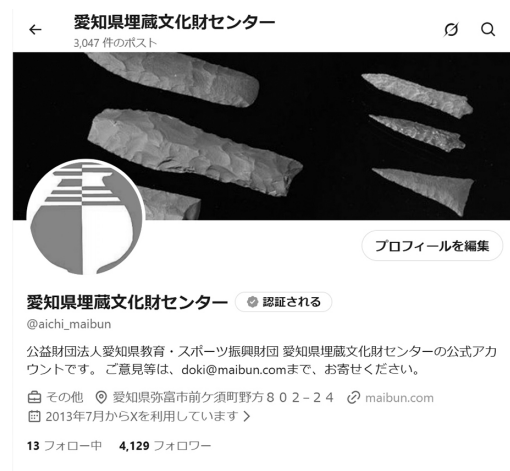 愛知県埋蔵文化財センター
3,047 件のポスト
プロフィールを編集
愛知県埋蔵文化財センター 認証される
@aichi_maibun
公益財団法人愛知県教育・スポーツ振興財団 愛知県埋蔵文化財センターの公式アカ
ウントです。 ご意見等は、doki@maibun.comまで、お寄せください。
その他 愛知県弥富市前ケ須町野方８０２−２４ maibun.com
2013年7月からXを利用しています
13 フォロー中 4,129 フォロワー